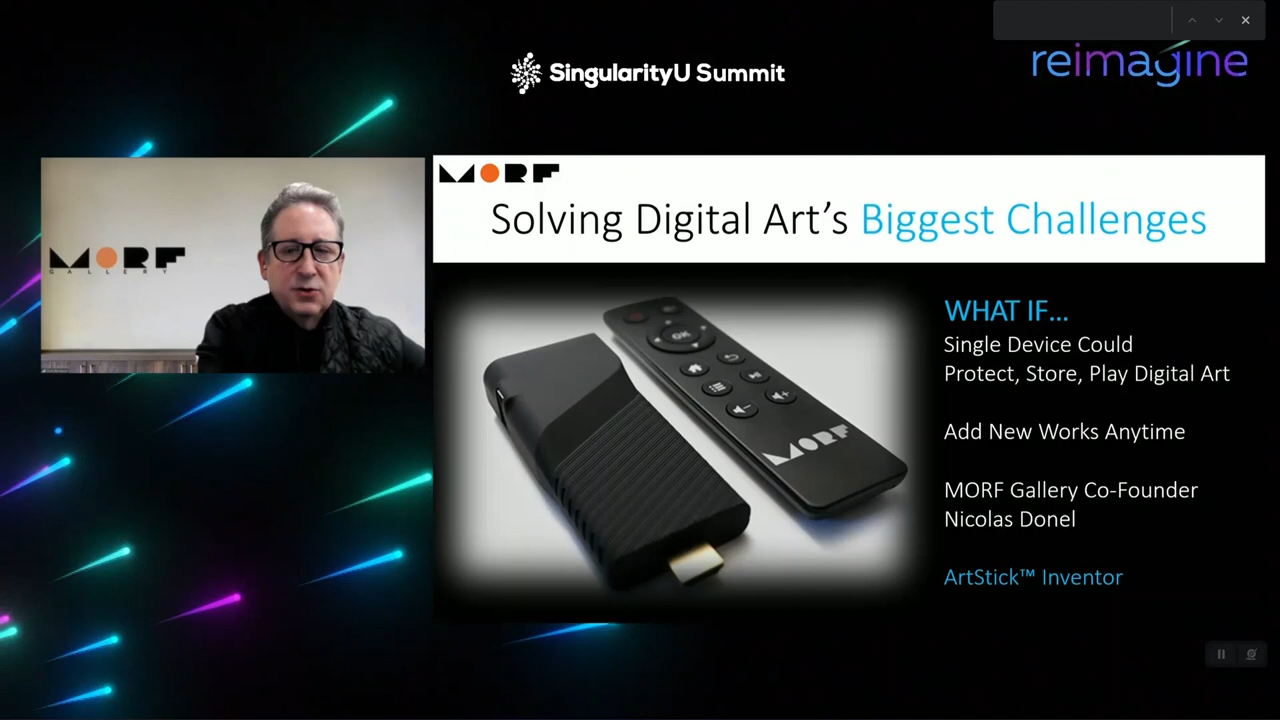 SingularityU Summit
reimagine
MORF
GALLERY
MORF
Solving Digital Art's Biggest Challenges
OK
MORF
WHAT IF...
Single Device Could
Protect, Store, Play Digital Art
Add New Works Anytime
MORF Gallery Co-Founder
Nicolas Donel
ArtStick™ Inventor